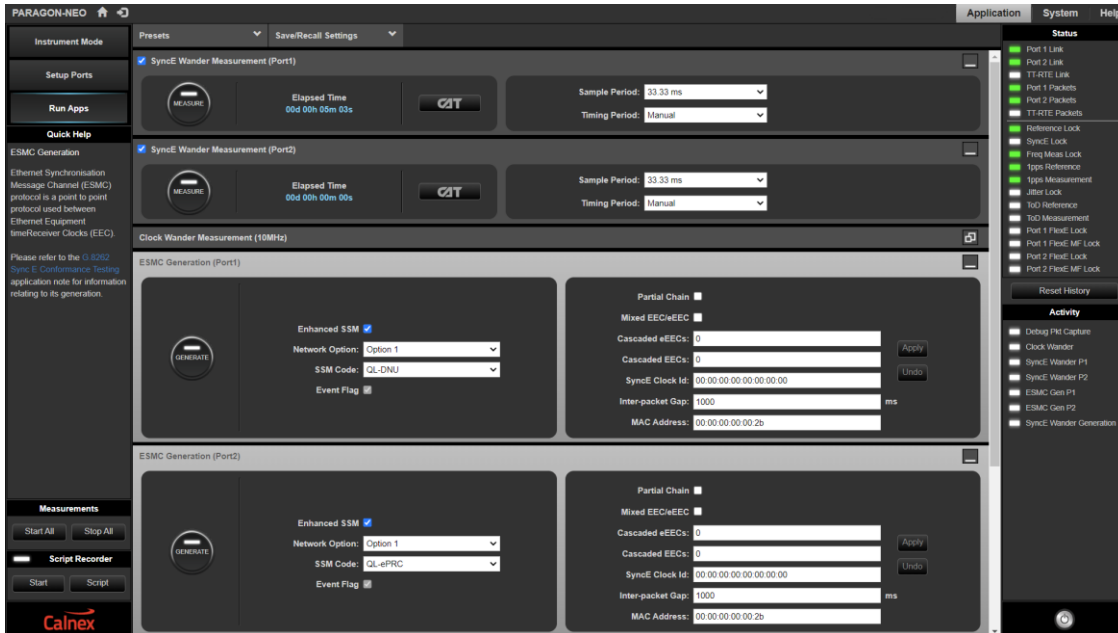 PARAGON-NEO
Application System Help
Instrument Mode
Setup Ports
Run Apps
Quick Help
ESMC Generation
Ethernet Synchronisation
Message Channel (ESMC)
protocol is a point to point
protocol used between
Ethernet Equipment
timeReceiver Clocks (EEC).
Please refer to the G.8262
Sync E Conformance Testing
application note for information
relating to its generation.
Measurements
Start All Stop All
Script Recorder
Start Script
Calnex
Presets Save/Recall Settings
SyncE Wander Measurement (Port1)
MEASURE
Elapsed Time
00d 00h 05m 03s
CAT
Sample Period: 33.33 ms
Timing Period: Manual
SyncE Wander Measurement (Port2)
MEASURE
Elapsed Time
00d 00h 00m 00s
CAT
Sample Period: 33.33 ms
Timing Period: Manual
Clock Wander Measurement (10MHz)
ESMC Generation (Port1)
GENERATE
Enhanced SSM
Network Option: Option 1
SSM Code: QL-DNU
Event Flag
Partial Chain
Mixed EEC/eEEC
Cascaded eEECs: 0
Cascaded EECs: 0
SyncE Clock Id: 00:00:00:00:00:00:00:00
Inter-packet Gap: 1000 ms
MAC Address: 00:00:00:00:00:2b
Apply
Undo
ESMC Generation (Port2)
GENERATE
Enhanced SSM
Network Option: Option 1
SSM Code: QL-ePRC
Event Flag
Partial Chain
Mixed EEC/eEEC
Cascaded eEECs: 0
Cascaded EECs: 0
SyncE Clock Id: 00:00:00:00:00:00:00:00
Inter-packet Gap: 1000 ms
MAC Address: 00:00:00:00:00:2b
Apply
Undo
Status
Port 1 Link
Port 2 Link
TT-RTE Link
Port 1 Packets
Port 2 Packets
TT-RTE Packets
Reference Lock
SyncE Lock
Freq Meas Lock
1pps Reference
1pps Measurement
Jitter Lock
ToD Reference
ToD Measurement
Port 1 FlexE Lock
Port 1 FlexE MF Lock
Port 2 FlexE Lock
Port 2 FlexE MF Lock
Reset History
Activity
Debug Pkt Capture
Clock Wander
SyncE Wander P1
SyncE Wander P2
ESMC Gen P1
ESMC Gen P2
SyncE Wander Generation